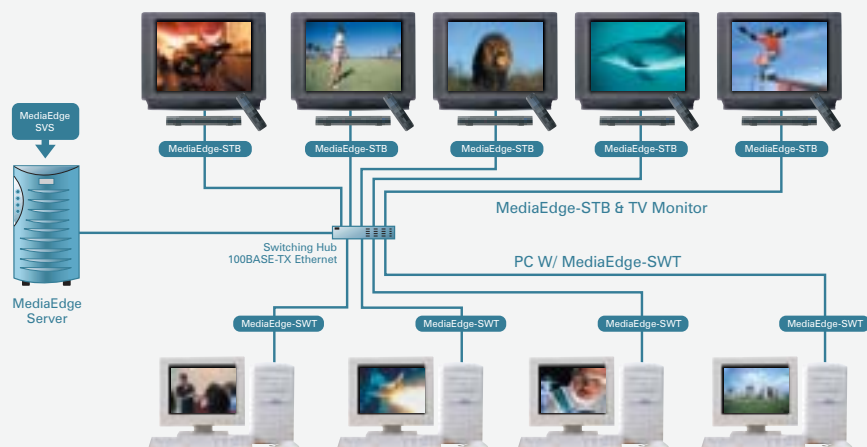 MediaEdge
SVS
MediaEdge-STB
MediaEdge-STB
MediaEdge-STB
MediaEdge-STB
MediaEdge-STB
MediaEdge-STB & TV Monitor
Switching Hub
100BASE-TX Ethernet
PC W/ MediaEdge-SWT
MediaEdge
Server
MediaEdge-SWT
MediaEdge-SWT
MediaEdge-SWT
MediaEdge-SWT